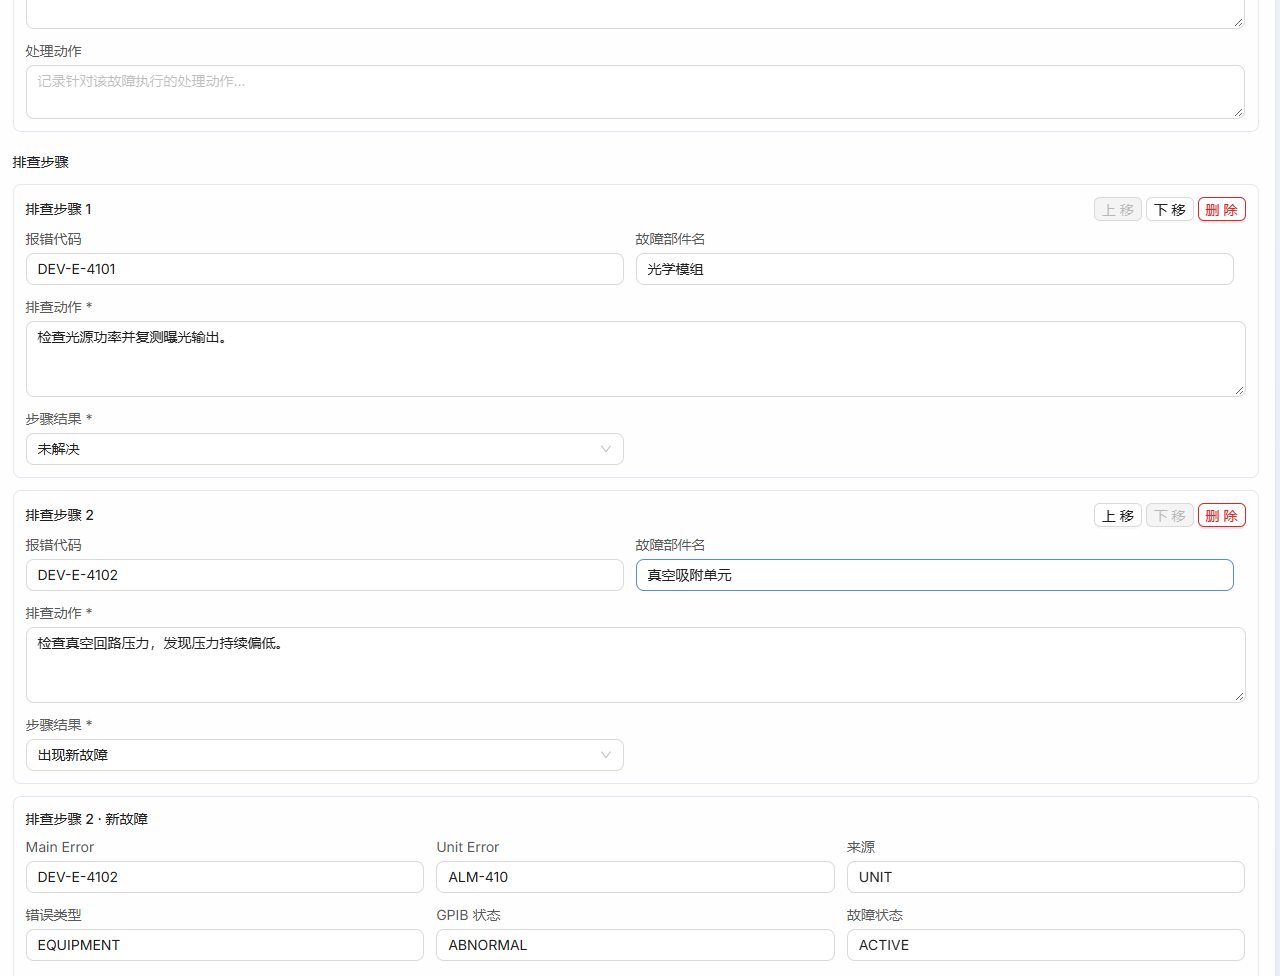 处理动作
记录针对该故障执行的处理动作...
排查步骤
排查步骤 1
上 移 下 移 删 除
报错代码 故障部件名
DEV-E-4101 光学模组
排查动作 *
检查光源功率并复测曝光输出。
步骤结果 *
未解决
排查步骤 2
上 移 下 移 删 除
报错代码 故障部件名
DEV-E-4102 真空吸附单元
排查动作 *
检查真空回路压力，发现压力持续偏低。
步骤结果 *
出现新故障
排查步骤 2 · 新故障
Main Error Unit Error 来源
DEV-E-4102 ALM-410 UNIT
错误类型 GPIB 状态 故障状态
EQUIPMENT ABNORMAL ACTIVE